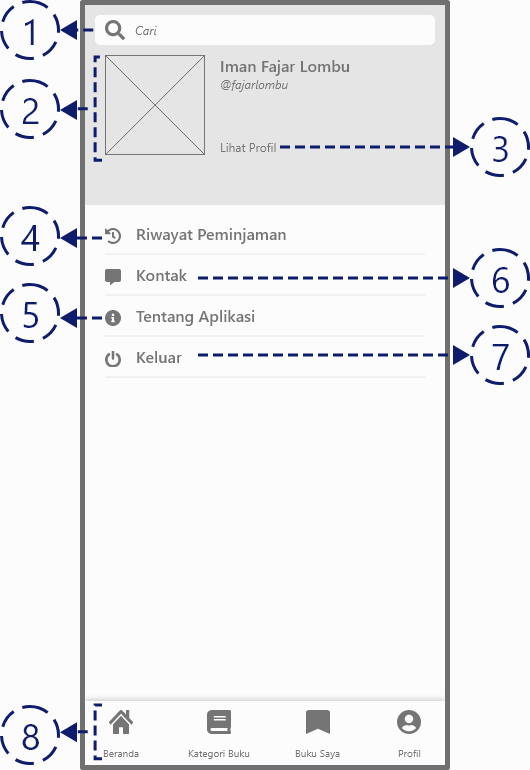 1
Cari
2
Iman Fajar Lombu
@fajarlombu
Lihat Profil
3
4
Riwayat Peminjaman
Kontak
6
5
Tentang Aplikasi
Keluar
7
8
Beranda
Kategori Buku
Buku Saya
Profil